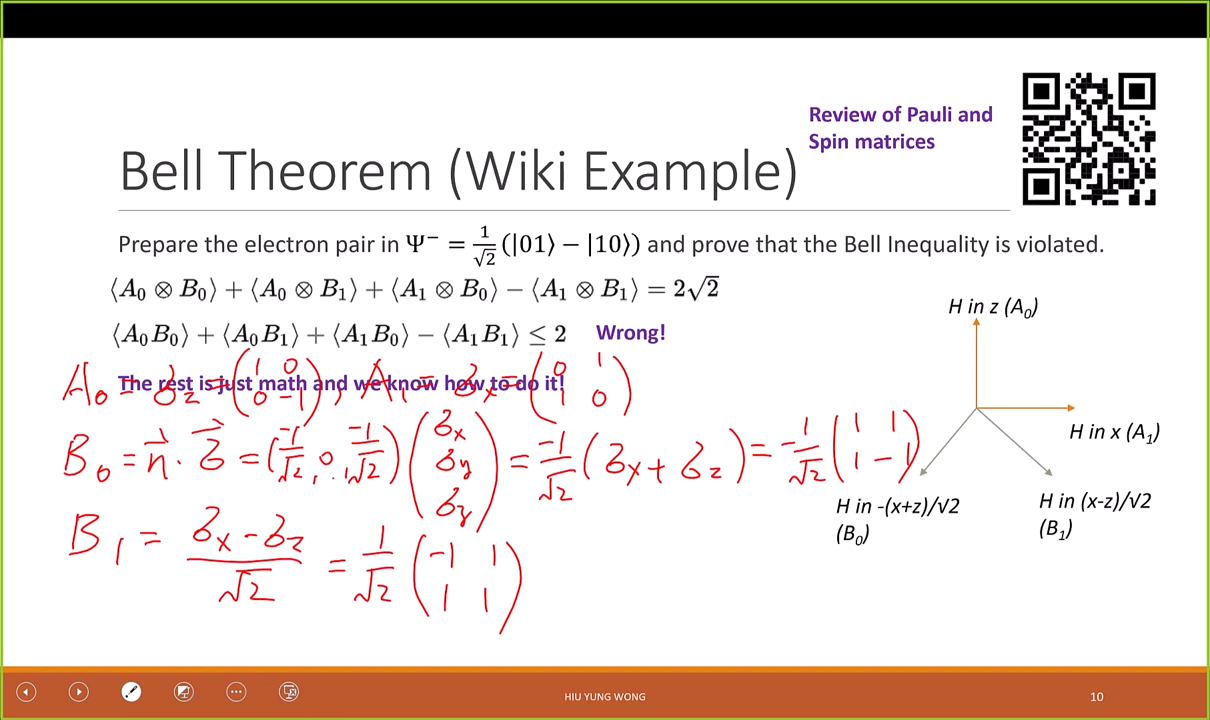 Review of Pauli and
Spin matrices
Bell Theorem (Wiki Example)
Prepare the electron pair in Ψ⁻ = 1/√2 (|01⟩ − |10⟩) and prove that the Bell Inequality is violated.
⟨A₀ ⊗ B₀⟩ + ⟨A₀ ⊗ B₁⟩ + ⟨A₁ ⊗ B₀⟩ − ⟨A₁ ⊗ B₁⟩ = 2√2
⟨A₀B₀⟩ + ⟨A₀B₁⟩ + ⟨A₁B₀⟩ − ⟨A₁B₁⟩ ≤ 2 Wrong!
The rest is just math and we know how to do it!
A₀ = σz = (1 0; 0 −1), A₁ = σx = (0 1; 1 0)
B₀ = n⃗ · σ⃗ = (−1/√2, 0, −1/√2) (σx σy σz) = −1/√2 (σx + σz) = −1/√2 (1 1; 1 −1)
B₁ = (σx − σz)/√2 = 1/√2 (−1 1; 1 1)
H in z (A₀)
H in x (A₁)
H in -(x+z)/√2
(B₀)
H in (x-z)/√2
(B₁)
HIU YUNG WONG
10